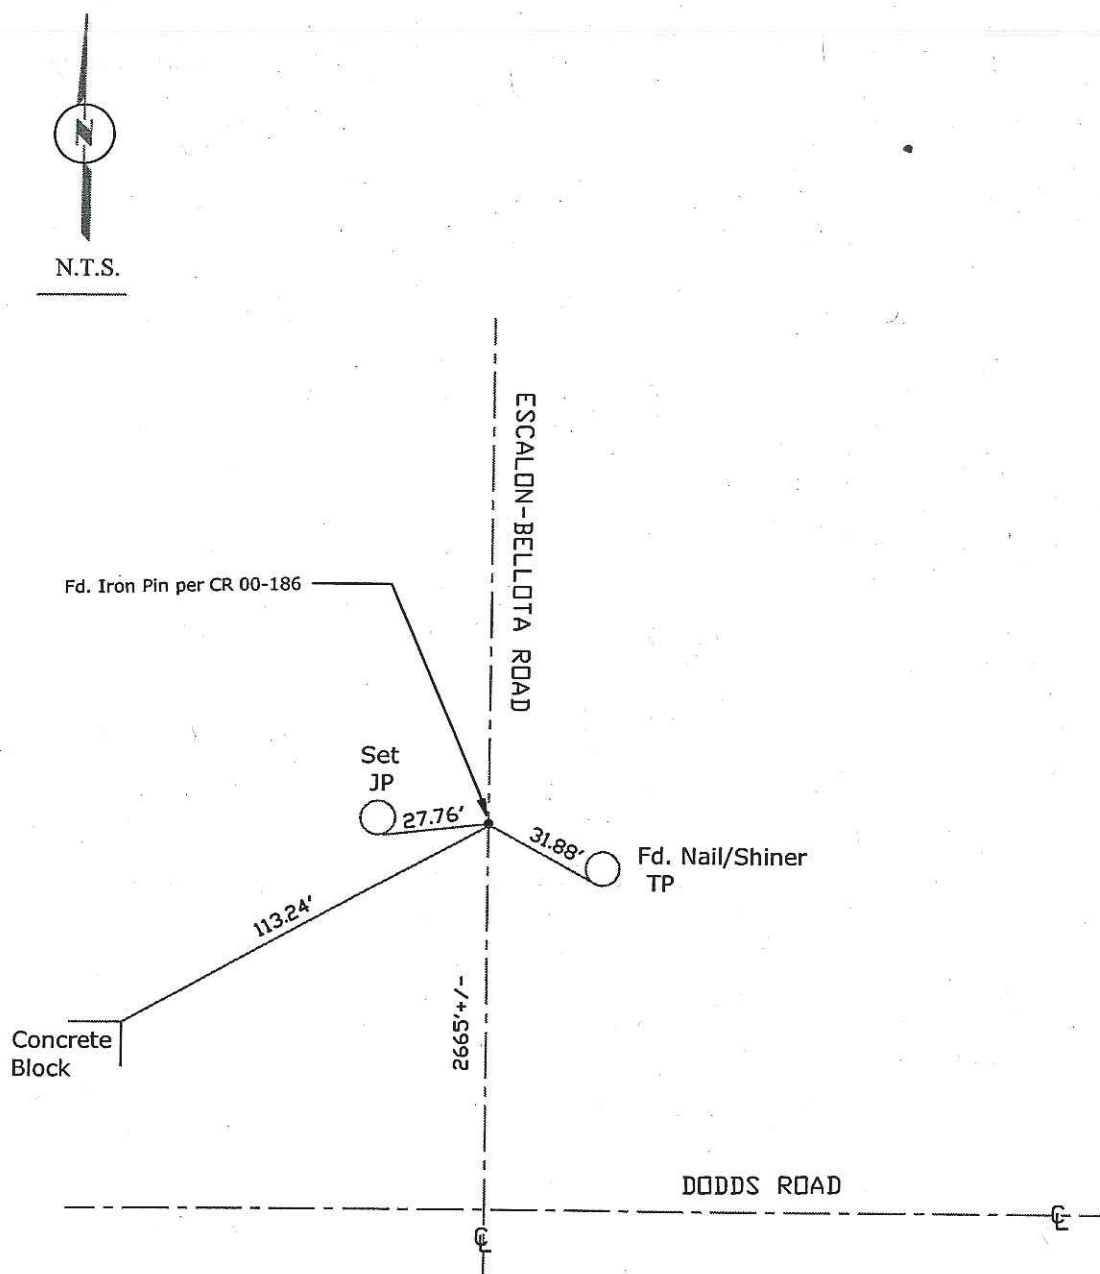 N
N.T.S.
ESCALON-BELLOTA ROAD
Fd. Iron Pin per CR 00-186
Set
JP
27.76'
31.88'
Fd. Nail/Shiner
TP
113.24'
2665'+/-
Concrete
Block
DODDS ROAD
℄
℄